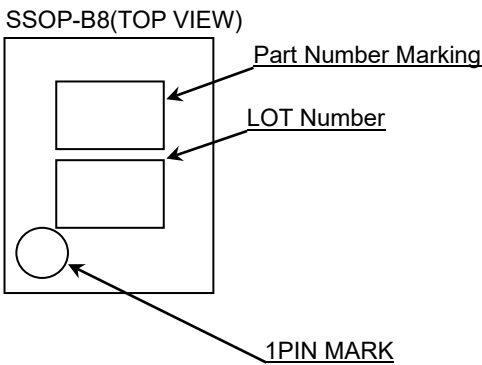 SSOP-B8(TOP VIEW)
Part Number Marking
LOT Number
1PIN MARK